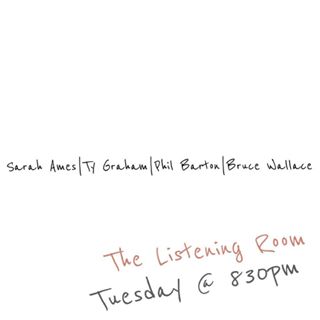 Sarah Ames|Ty Graham|Phil Barton|Bruce Wallace
The Listening Room
Tuesday @ 830pm